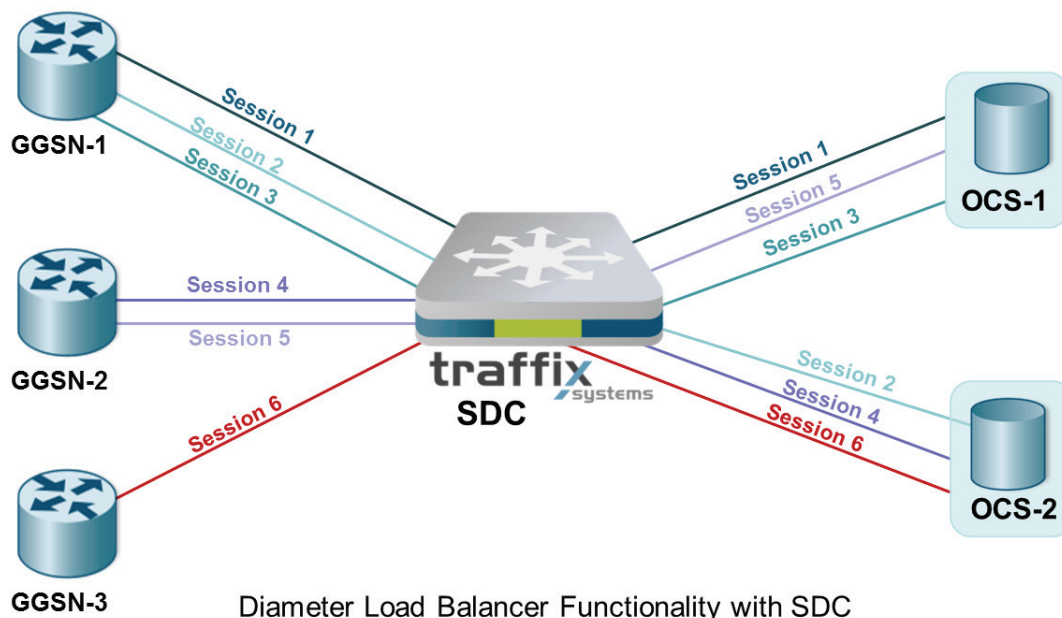 GGSN-1
Session 1
Session 2
Session 3
GGSN-2
Session 4
Session 5
GGSN-3
Session 6
traffix
systems
SDC
Session 1
Session 5
Session 3
OCS-1
Session 2
Session 4
Session 6
OCS-2
Diameter Load Balancer Functionality with SDC